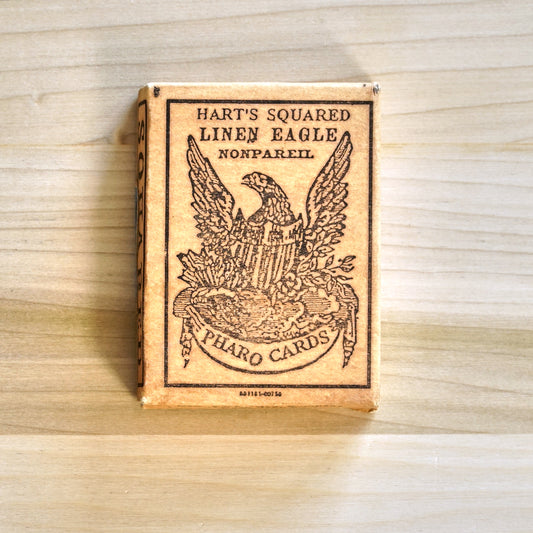 HART'S SQUARED
LINEN EAGLE
NONPAREIL
PHARO CARDS